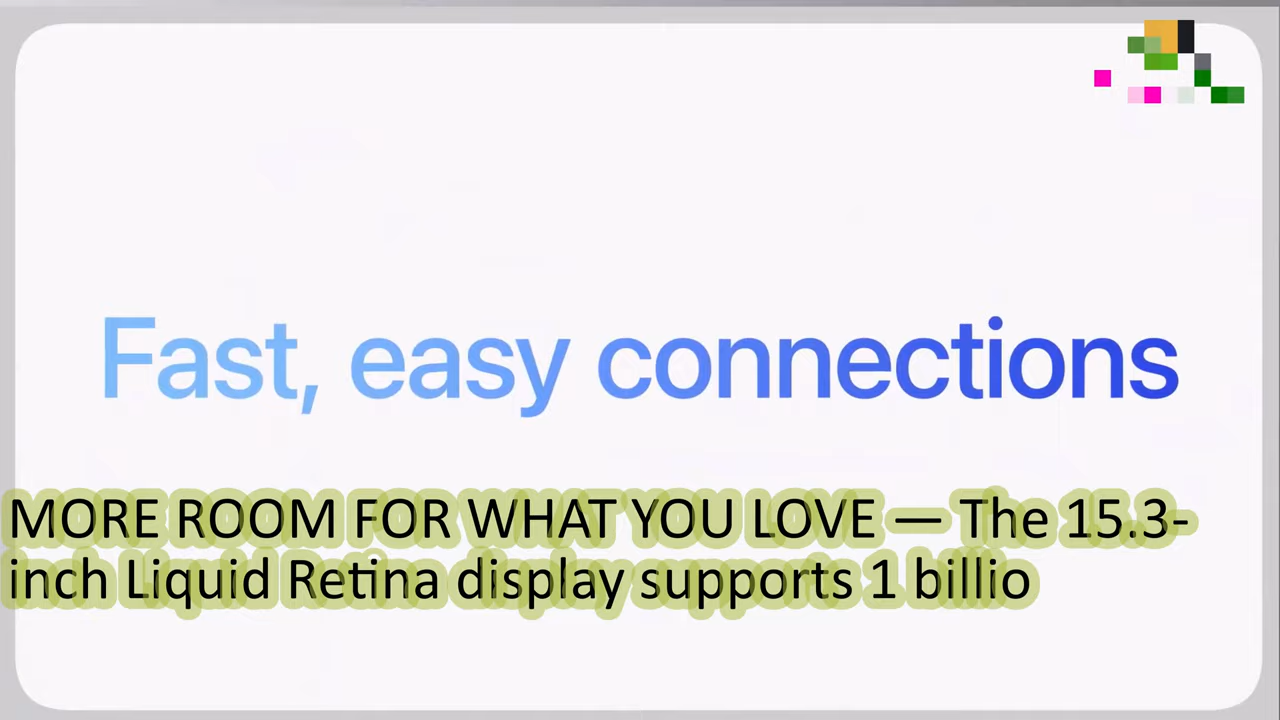 Fast, easy connections
MORE ROOM FOR WHAT YOU LOVE — The 15.3-
inch Liquid Retina display supports 1 billio